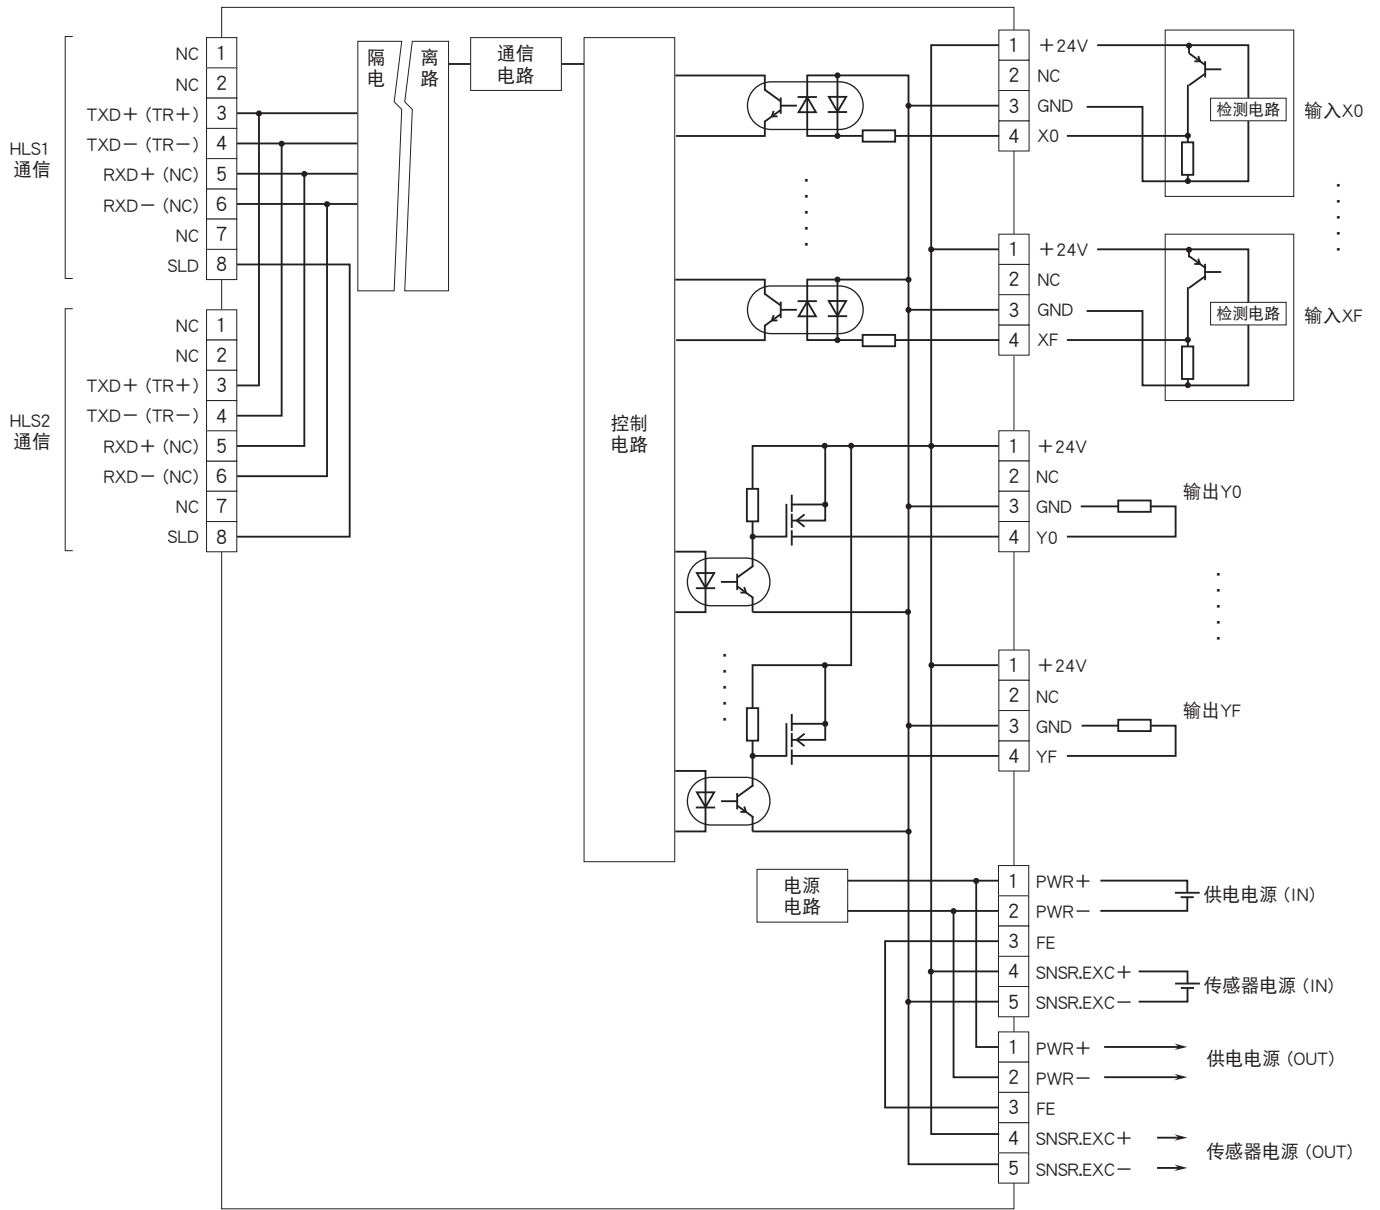 HLS1
通信
NC 1
NC 2
TXD＋ (TR＋) 3
TXD－ (TR－) 4
RXD＋ (NC) 5
RXD－ (NC) 6
NC 7
SLD 8
HLS2
通信
NC 1
NC 2
TXD＋ (TR＋) 3
TXD－ (TR－) 4
RXD＋ (NC) 5
RXD－ (NC) 6
NC 7
SLD 8
隔 离
电 路
通信
电路
控制
电路
1 ＋24V
2 NC
3 GND
4 X0
检测电路
输入X0
1 ＋24V
2 NC
3 GND
4 XF
检测电路
输入XF
1 ＋24V
2 NC
3 GND
4 Y0
输出Y0
1 ＋24V
2 NC
3 GND
4 YF
输出YF
电源
电路
1 PWR＋
2 PWR－
3 FE
4 SNSR.EXC＋
5 SNSR.EXC－
供电电源 (IN)
传感器电源 (IN)
1 PWR＋
2 PWR－
3 FE
4 SNSR.EXC＋
5 SNSR.EXC－
供电电源 (OUT)
传感器电源 (OUT)